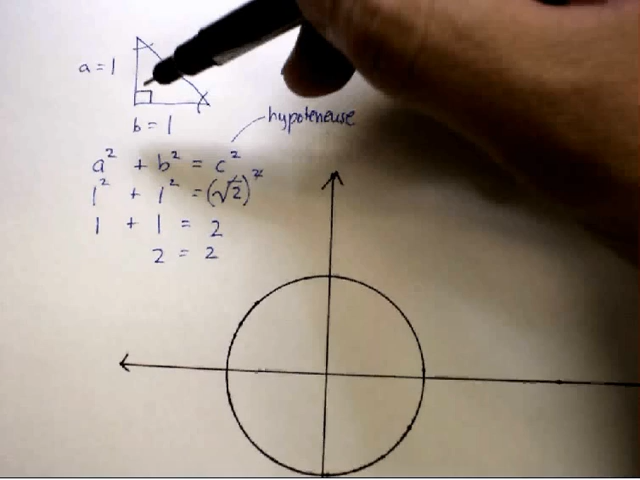 a = 1
b = 1
hypoteneuse
a² + b² = c²
1² + 1² = (√2)²
1 + 1 = 2
2 = 2